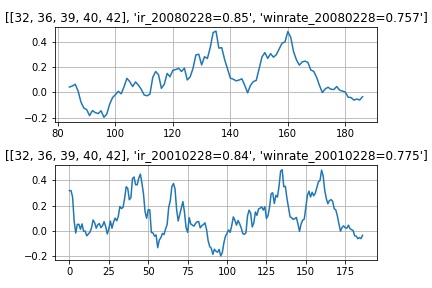 [[32, 36, 39, 40, 42], 'ir_20080228=0.85', 'winrate_20080228=0.757']
0.4
0.2
0.0
−0.2
80 100 120 140 160 180
[[32, 36, 39, 40, 42], 'ir_20010228=0.84', 'winrate_20010228=0.775']
0.4
0.2
0.0
−0.2
0 25 50 75 100 125 150 175